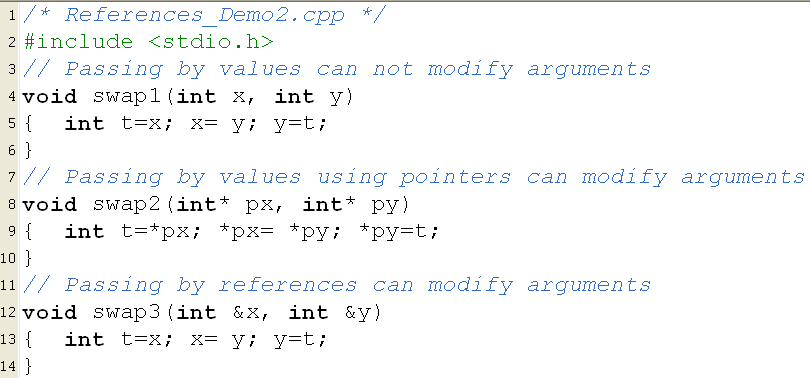 1 /* References_Demo2.cpp */
2 #include <stdio.h>
3 // Passing by values can not modify arguments
4 void swap1(int x, int y)
5 {  int t=x; x= y; y=t;
6 }
7 // Passing by values using pointers can modify arguments
8 void swap2(int* px, int* py)
9 {  int t=*px; *px= *py; *py=t;
10 }
11 // Passing by references can modify arguments
12 void swap3(int &x, int &y)
13 {  int t=x; x= y; y=t;
14 }